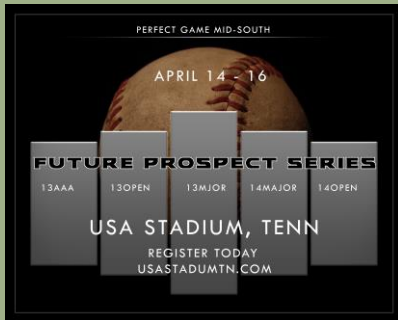 PERFECT GAME MID-SOUTH
APRIL 14 - 16
FUTURE PROSPECT SERIES
13AAA 13OPEN 13MJOR 14MAJOR 14OPEN
USA STADIUM, TENN
REGISTER TODAY
USASTADUMTN.COM